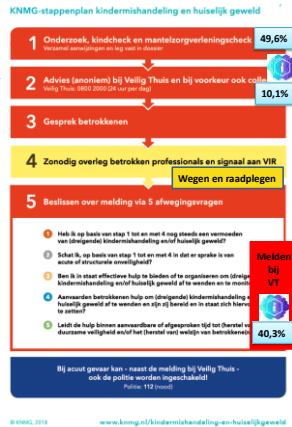 KNMG-stappenplan kindermishandeling en huiselijk geweld
1 Onderzoek, kindcheck en mantelzorgverleningscheck
Verzamel aanwijzingen en leg vast in dossier
49,6%
2 Advies (anoniem) bij Veilig Thuis en bij voorkeur ook colle
Veilig Thuis: 0800 2000 (24 uur per dag)
10,1%
3 Gesprek betrokkenen
4 Zonodig overleg betrokken professionals en signaal aan VIR
Wegen en raadplegen
5 Beslissen over melding via 5 afwegingsvragen
1 Heb ik op basis van stap 1 tot en met 4 nog steeds een vermoeden
van (dreigende) kindermishandeling en/of huiselijk geweld?
2 Schat ik, op basis van stap 1 tot en met 4 in dat er sprake is van
acute of structurele onveiligheid?
3 Ben ik in staat effectieve hulp te bieden of te organiseren om (dreige
kindermishandeling en/of huiselijk geweld af te wenden en te monito
4 Aanvaarden betrokkenen hulp om (dreigende) kindermishandeling e
huiselijk geweld af te wenden en zijn zij bereid en in staat zich hiervo
te zetten?
5 Leidt de hulp binnen aanvaardbare of afgesproken tijd tot (herstel va
duurzame veiligheid en/of het (herstel van) welzijn van betrokkene(n
Melden
bij
VT
40,3%
Bij acuut gevaar kan - naast de melding bij Veilig Thuis -
ook de politie worden ingeschakeld!
Politie: 112 (nood)
© KNMG, 2018
www.knmg.nl/kindermishandeling-en-huiselijkgeweld